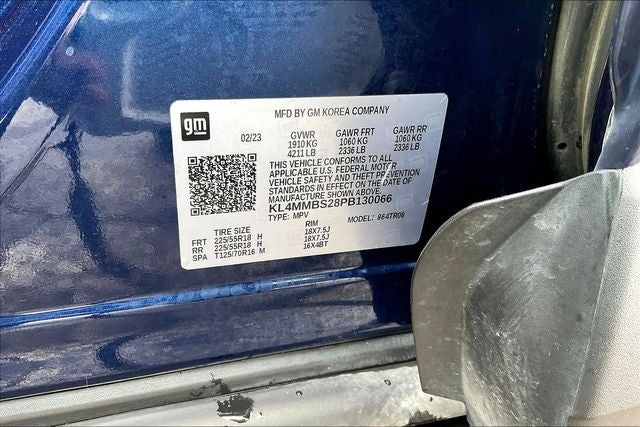 gm
MFD BY GM KOREA COMPANY
02/23 GVWR GAWR FRT GAWR RR
1910 KG 1060 KG 1060 KG
4211 LB 2336 LB 2336 LB
THIS VEHICLE CONFORMS TO ALL
APPLICABLE U.S. FEDERAL MOTOR
VEHICLE SAFETY AND THEFT PREVENTION
STANDARDS IN EFFECT ON THE DATE OF
MANUFACTURE SHOWN ABOVE.
KL4MMBS28PB130066
TYPE: MPV MODEL: 864TR06
TIRE SIZE RIM
FRT 225/55R18 H 18X7.5J
RR 225/55R18 H 18X7.5J
SPA T125/70R16 M 16X4BT